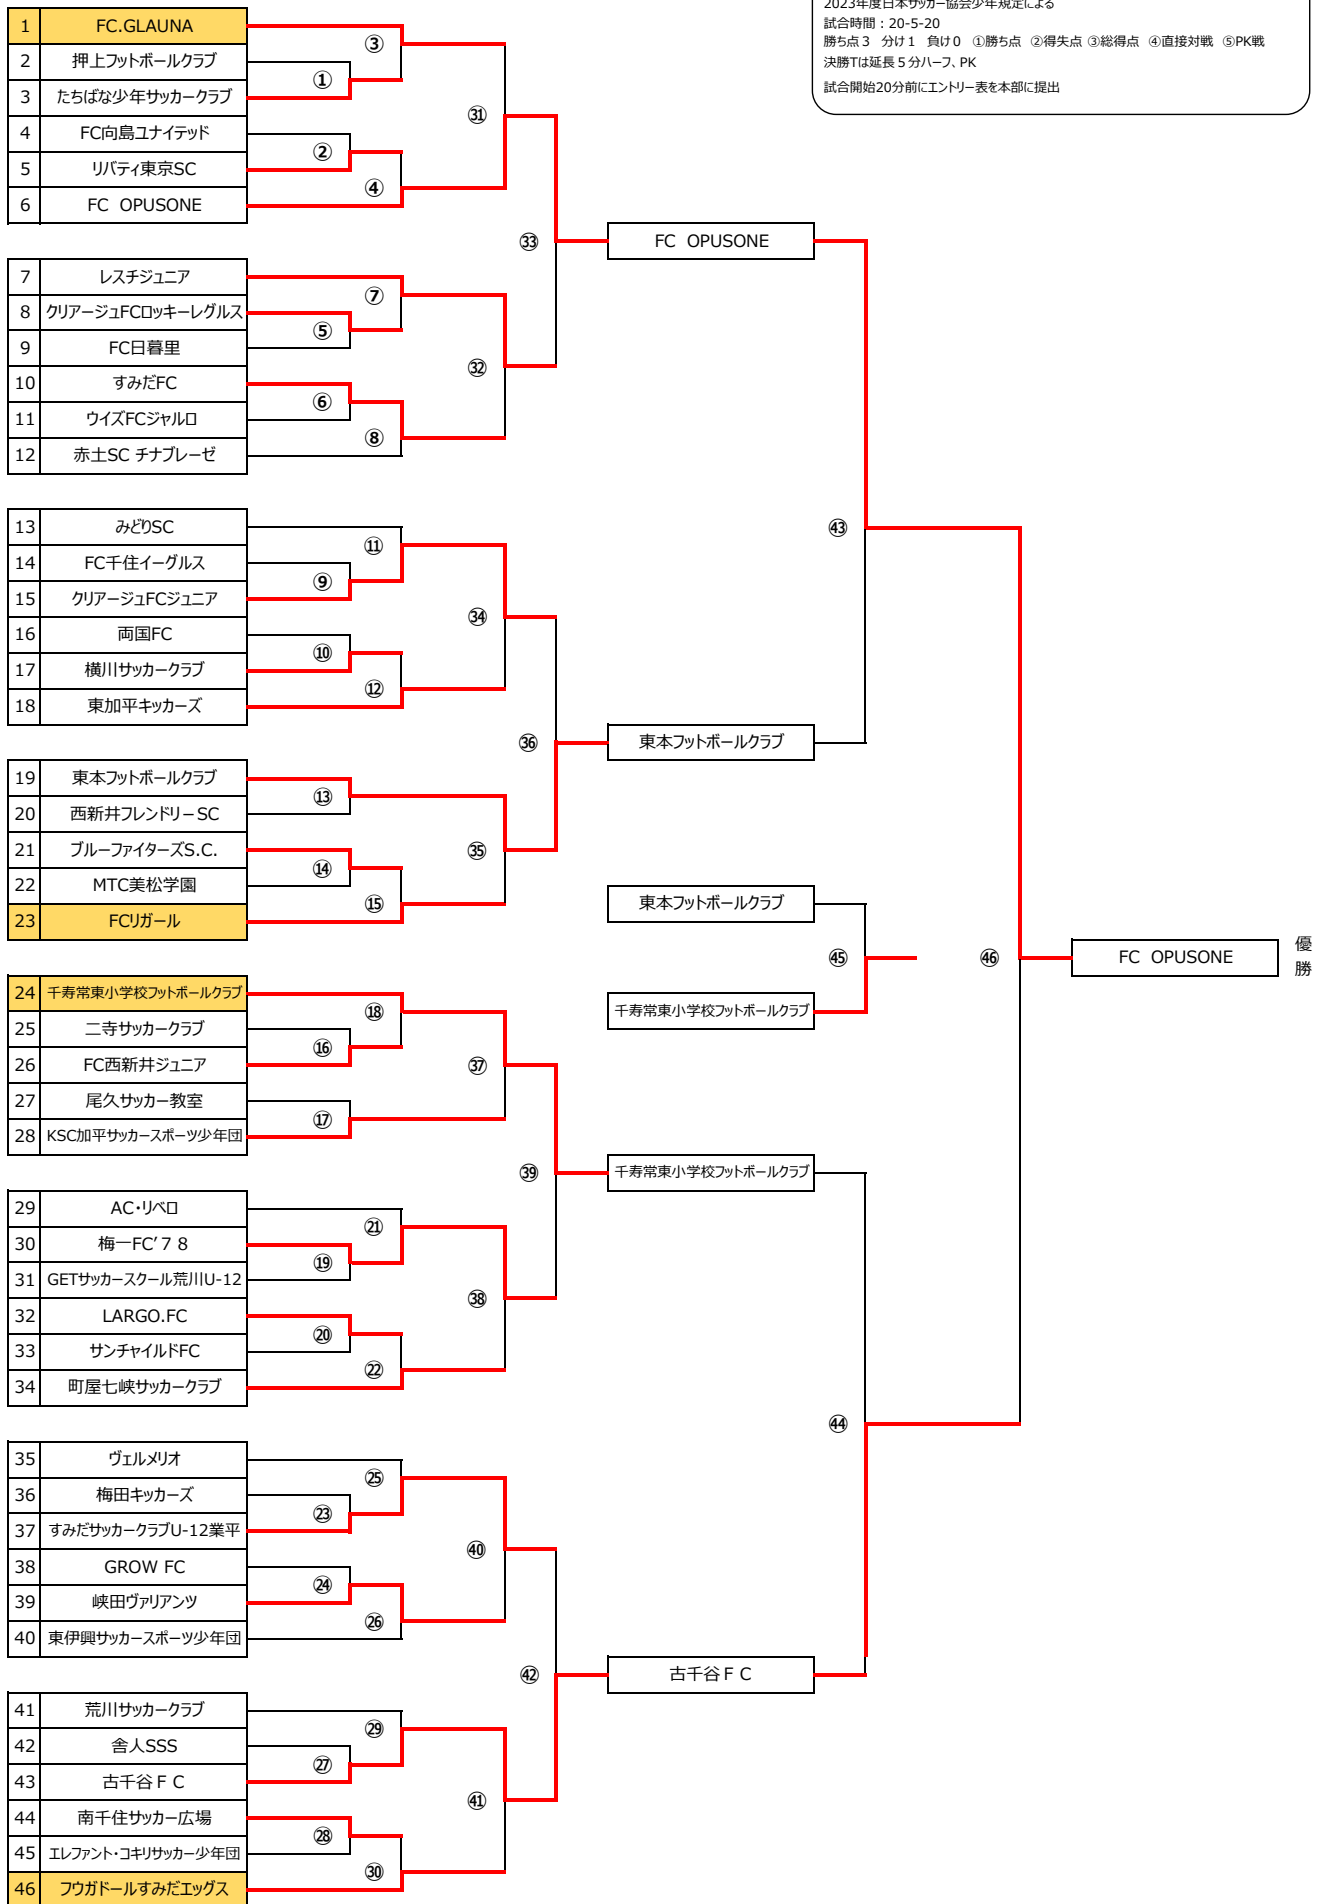 2023年度日本サッカー協会少年規定による
試合時間：20-5-20
勝ち点３　分け１　負け０　①勝ち点　②得失点　③総得点　④直接対戦　⑤PK戦
決勝Tは延長５分ハーフ、PK
試合開始20分前にエントリー表を本部に提出
1 FC.GLAUNA
2 押上フットボールクラブ
3 たちばな少年サッカークラブ
4 FC向島ユナイテッド
5 リバティ東京SC
6 FC OPUSONE
③
①
②
④
㉛
㉝
FC OPUSONE
7 レスチジュニア
8 クリアージュFCロッキーレグルス
9 FC日暮里
10 すみだFC
11 ウイズFCジャルロ
12 赤土SC チナブレーゼ
⑦
⑤
⑥
⑧
㉜
13 みどりSC
14 FC千住イーグルス
15 クリアージュFCジュニア
16 両国FC
17 横川サッカークラブ
18 東加平キッカーズ
⑪
⑨
⑩
⑫
㉞
㊱
㊸
東本フットボールクラブ
19 東本フットボールクラブ
20 西新井フレンドリーSC
21 ブルーファイターズS.C.
22 MTC美松学園
23 FCリガール
⑬
⑭
⑮
㉟
東本フットボールクラブ
㊺
千寿常東小学校フットボールクラブ
㊻
FC OPUSONE
優勝
24 千寿常東小学校フットボールクラブ
25 二寺サッカークラブ
26 FC西新井ジュニア
27 尾久サッカー教室
28 KSC加平サッカースポーツ少年団
⑱
⑯
⑰
㊲
㊴
千寿常東小学校フットボールクラブ
29 AC・リベロ
30 梅一FC’７８
31 GETサッカースクール荒川U-12
32 LARGO.FC
33 サンチャイルドFC
34 町屋七峡サッカークラブ
㉑
⑲
⑳
㉒
㊳
㊹
35 ヴェルメリオ
36 梅田キッカーズ
37 すみだサッカークラブU-12業平
38 GROW FC
39 峡田ヴァリアンツ
40 東伊興サッカースポーツ少年団
㉕
㉓
㉔
㉖
㊵
㊷
古千谷ＦＣ
41 荒川サッカークラブ
42 舎人SSS
43 古千谷ＦＣ
44 南千住サッカー広場
45 エレファント・コキリサッカー少年団
46 フウガドールすみだエッグス
㉙
㉗
㉘
㉚
㊶